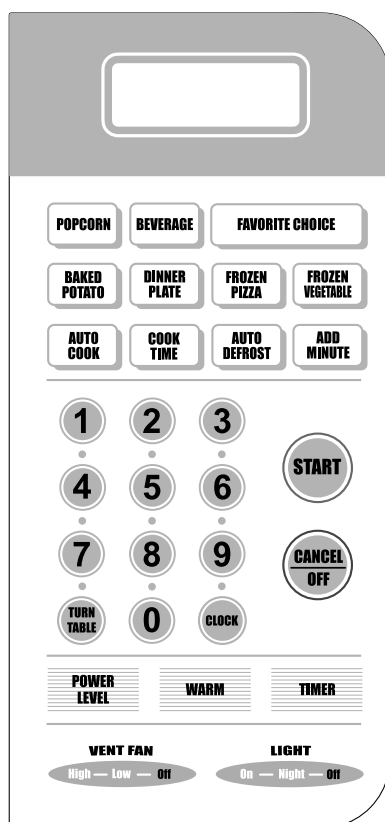 POPCORN BEVERAGE FAVORITE CHOICE
BAKED POTATO DINNER PLATE FROZEN PIZZA FROZEN VEGETABLE
AUTO COOK COOK TIME AUTO DEFROST ADD MINUTE
1 2 3
START
4 5 6
7 8 9
CANCEL
OFF
TURN TABLE 0 CLOCK
POWER LEVEL WARM TIMER
VENT FAN LIGHT
High — Low — Off On — Night — Off